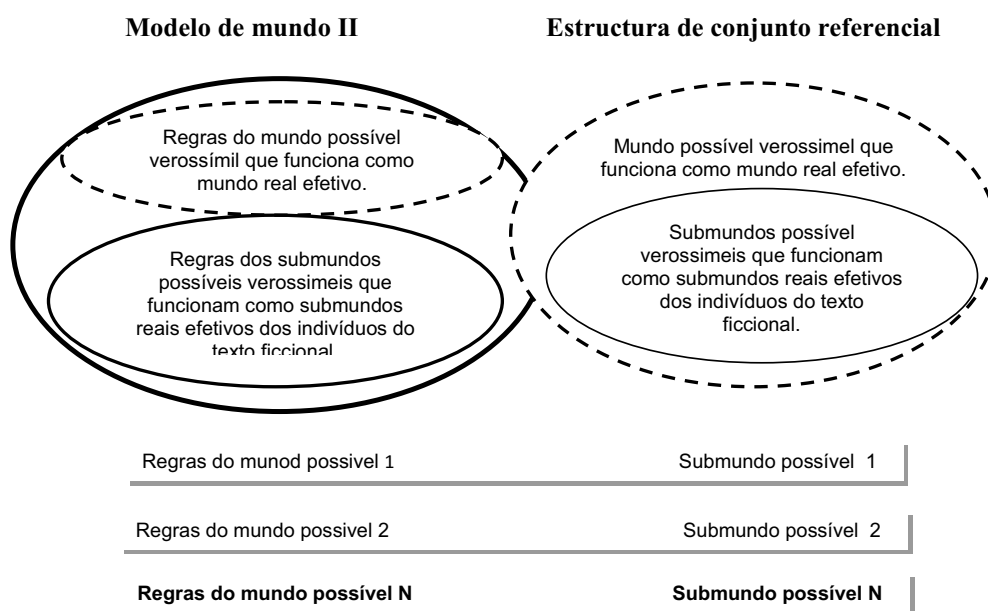 Modelo de mundo II
Estructura de conjunto referencial
Regras do mundo possível
verossímil que funciona como
mundo real efetivo.
Mundo possível verossimel que
funciona como mundo real efetivo.
Regras dos submundos
possíveis verossimeis que
funcionam como submundos
reais efetivos dos indivíduos do
texto ficcional
Submundos possível
verossimeis que funcionam
como submundos reais efetivos
dos indivíduos do texto
ficcional.
Regras do munod possivel 1
Submundo possível 1
Regras do mundo possivel 2
Submundo possível 2
Regras do mundo possível N
Submundo possível N